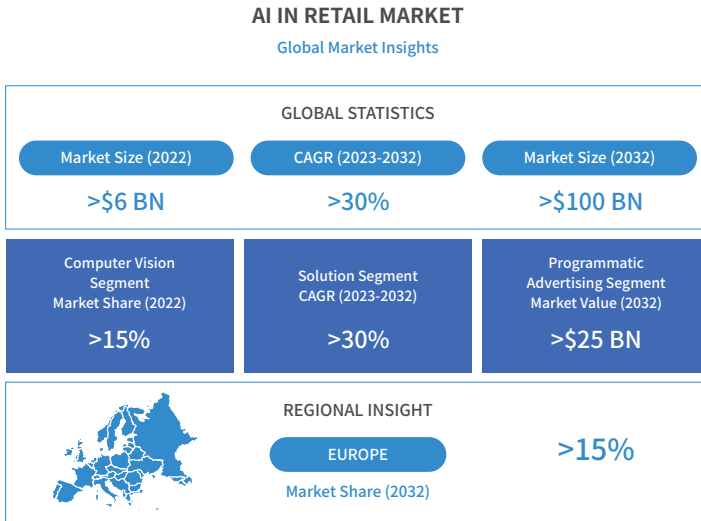 AI IN RETAIL MARKET
Global Market Insights
GLOBAL STATISTICS
Market Size (2022)
>$6 BN
CAGR (2023-2032)
>30%
Market Size (2032)
>$100 BN
Computer Vision
Segment
Market Share (2022)
>15%
Solution Segment
CAGR (2023-2032)
>30%
Programmatic
Advertising Segment
Market Value (2032)
>$25 BN
REGIONAL INSIGHT
EUROPE
Market Share (2032)
>15%